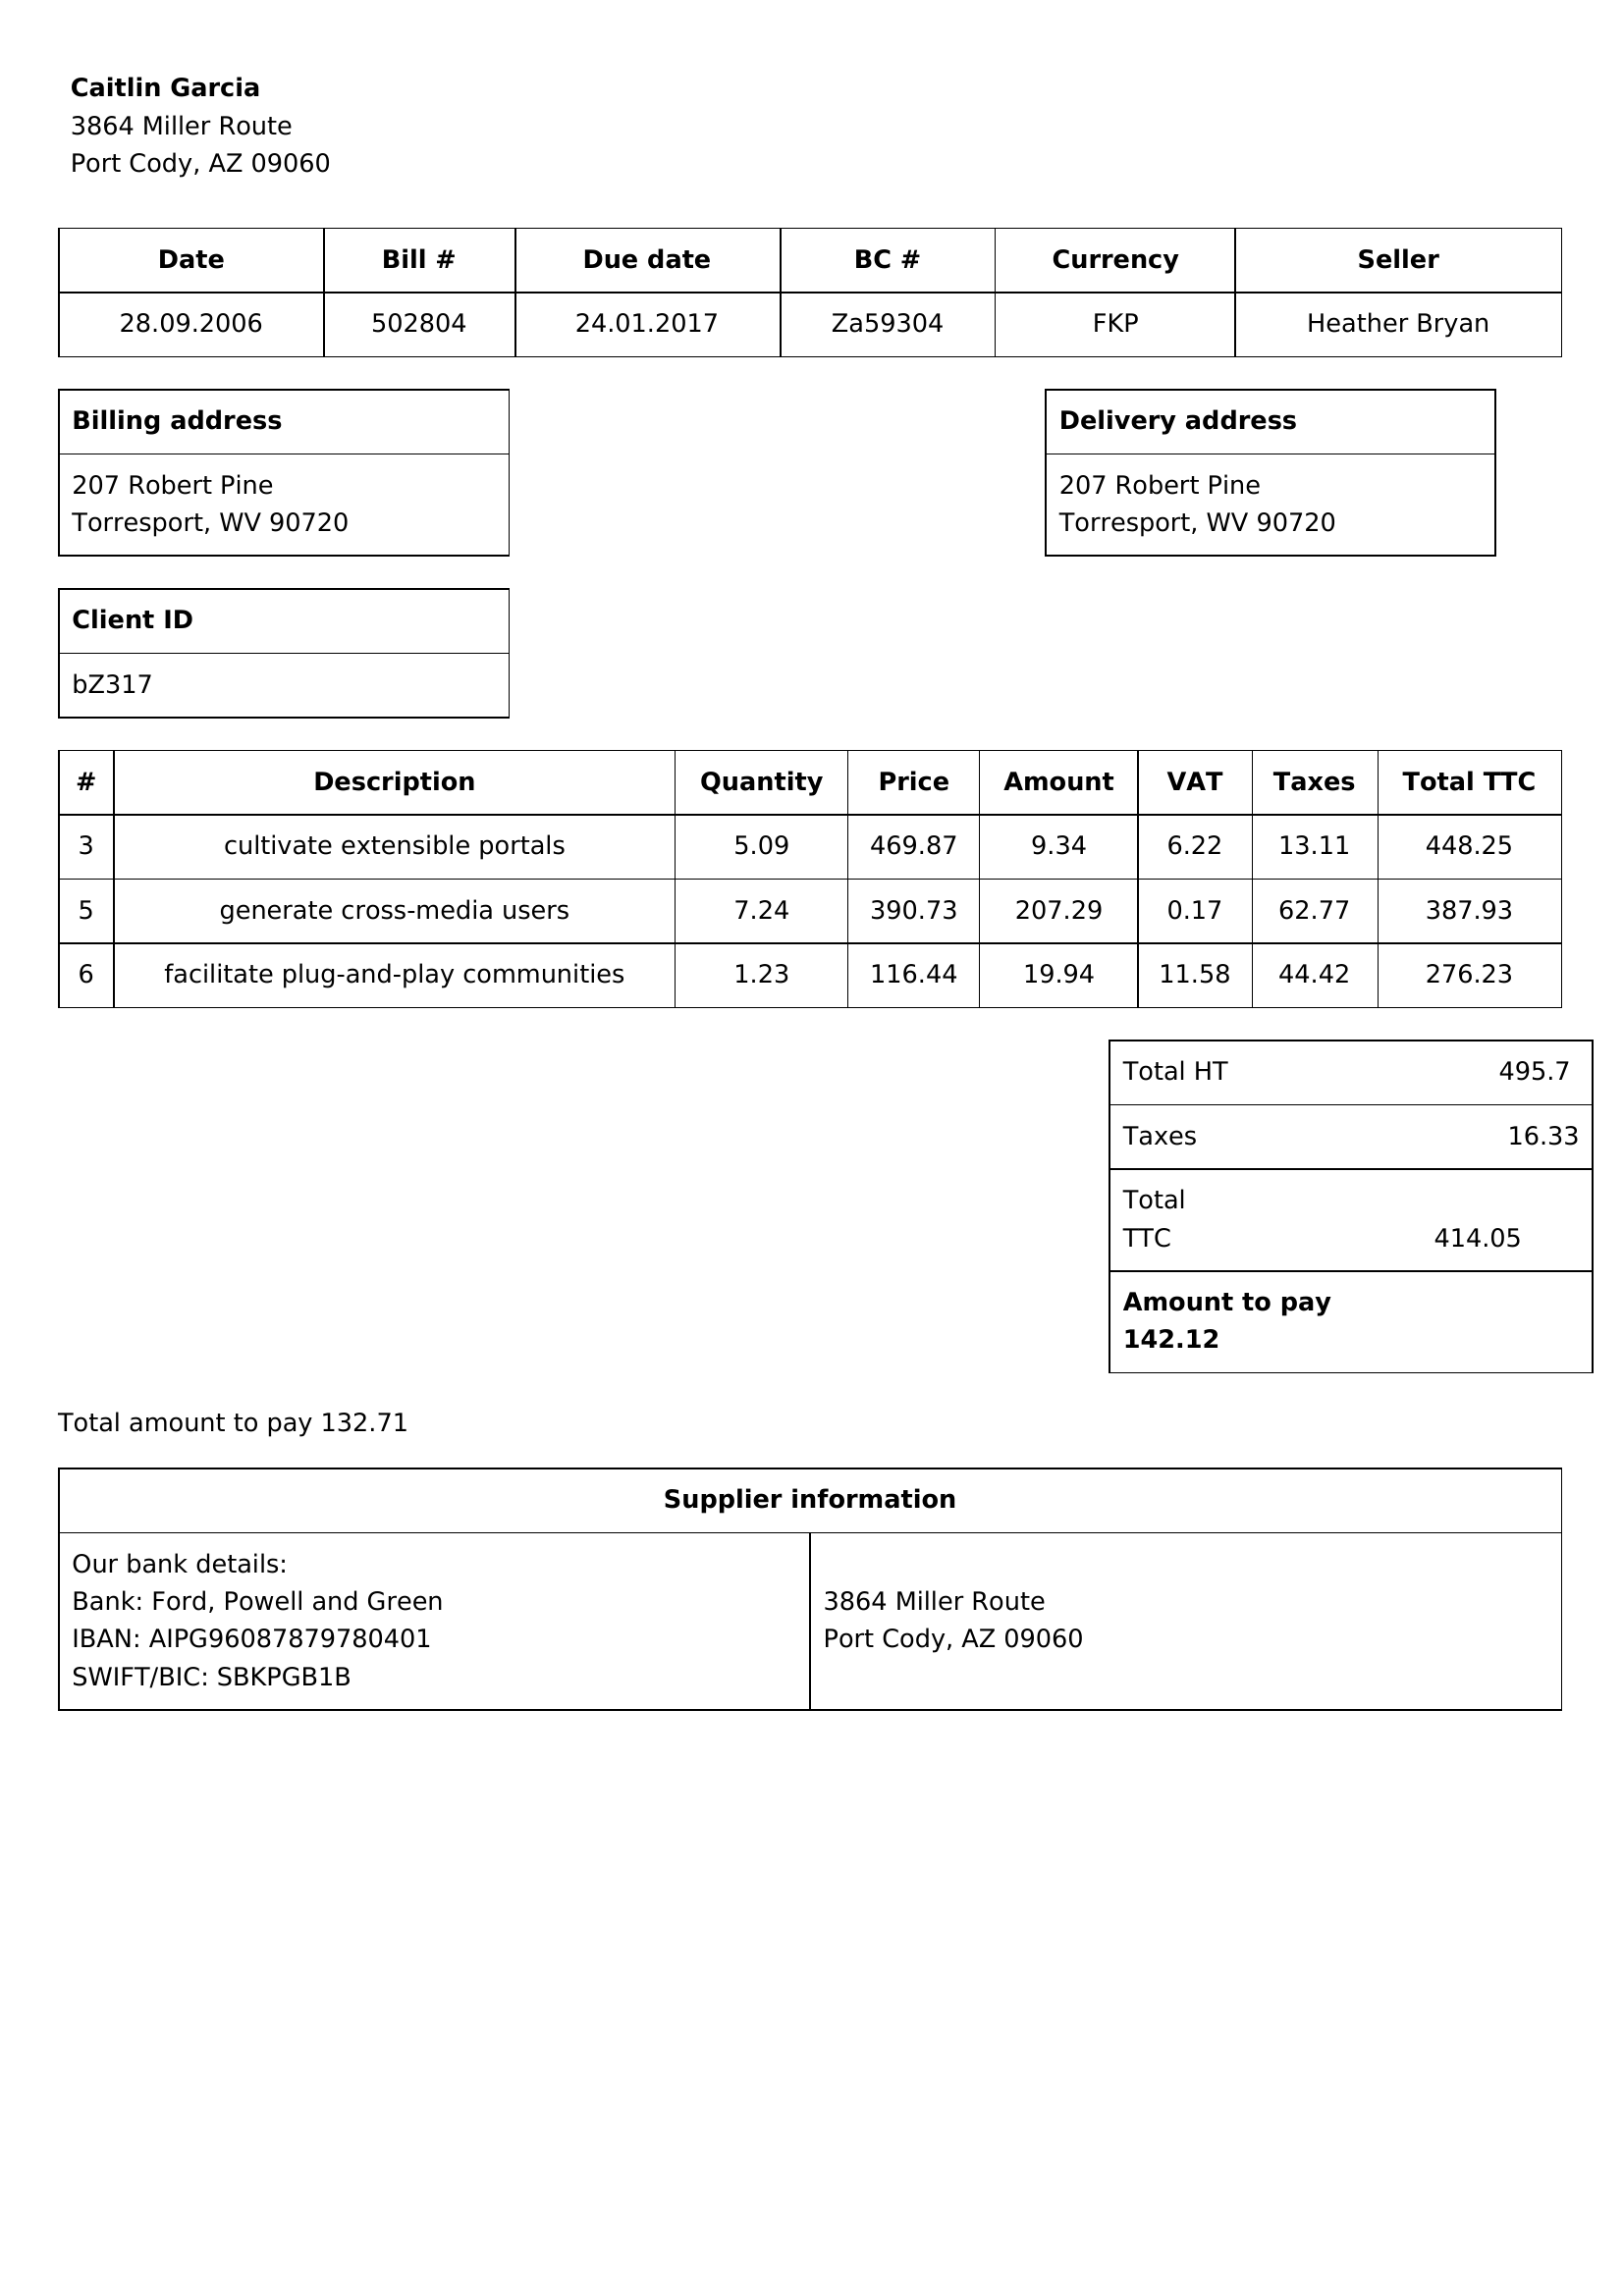 Caitlin Garcia
3864 Miller Route
Port Cody, AZ 09060
Date Bill # Due date BC # Currency Seller
28.09.2006 502804 24.01.2017 Za59304 FKP Heather Bryan
Billing address
207 Robert Pine
Torresport, WV 90720
Delivery address
207 Robert Pine
Torresport, WV 90720
Client ID
bZ317
# Description Quantity Price Amount VAT Taxes Total TTC
3 cultivate extensible portals 5.09 469.87 9.34 6.22 13.11 448.25
5 generate cross-media users 7.24 390.73 207.29 0.17 62.77 387.93
6 facilitate plug-and-play communities 1.23 116.44 19.94 11.58 44.42 276.23
Total HT 495.7
Taxes 16.33
Total
TTC 414.05
Amount to pay
142.12
Total amount to pay 132.71
Supplier information
Our bank details:
Bank: Ford, Powell and Green
IBAN: AIPG96087879780401
SWIFT/BIC: SBKPGB1B
3864 Miller Route
Port Cody, AZ 09060